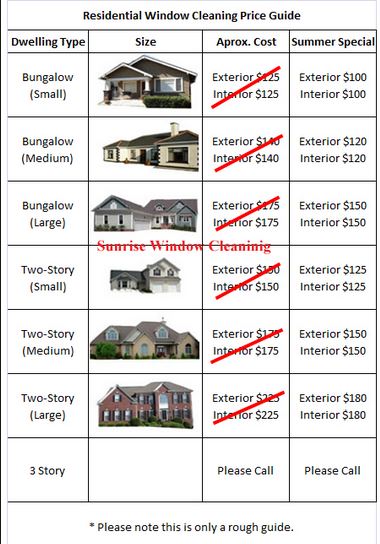 Residential Window Cleaning Price Guide
Dwelling Type Size Aprox. Cost Summer Special
Bungalow (Small) Exterior $125 Exterior $100
Interior $125 Interior $100
Bungalow (Medium) Exterior $140 Exterior $120
Interior $140 Interior $120
Bungalow (Large) Exterior $175 Exterior $150
Interior $175 Interior $150
Sunrise Window Cleaninig
Two-Story (Small) Exterior $150 Exterior $125
Interior $150 Interior $125
Two-Story (Medium) Exterior $175 Exterior $150
Interior $175 Interior $150
Two-Story (Large) Exterior $225 Exterior $180
Interior $225 Interior $180
3 Story Please Call Please Call
* Please note this is only a rough guide.